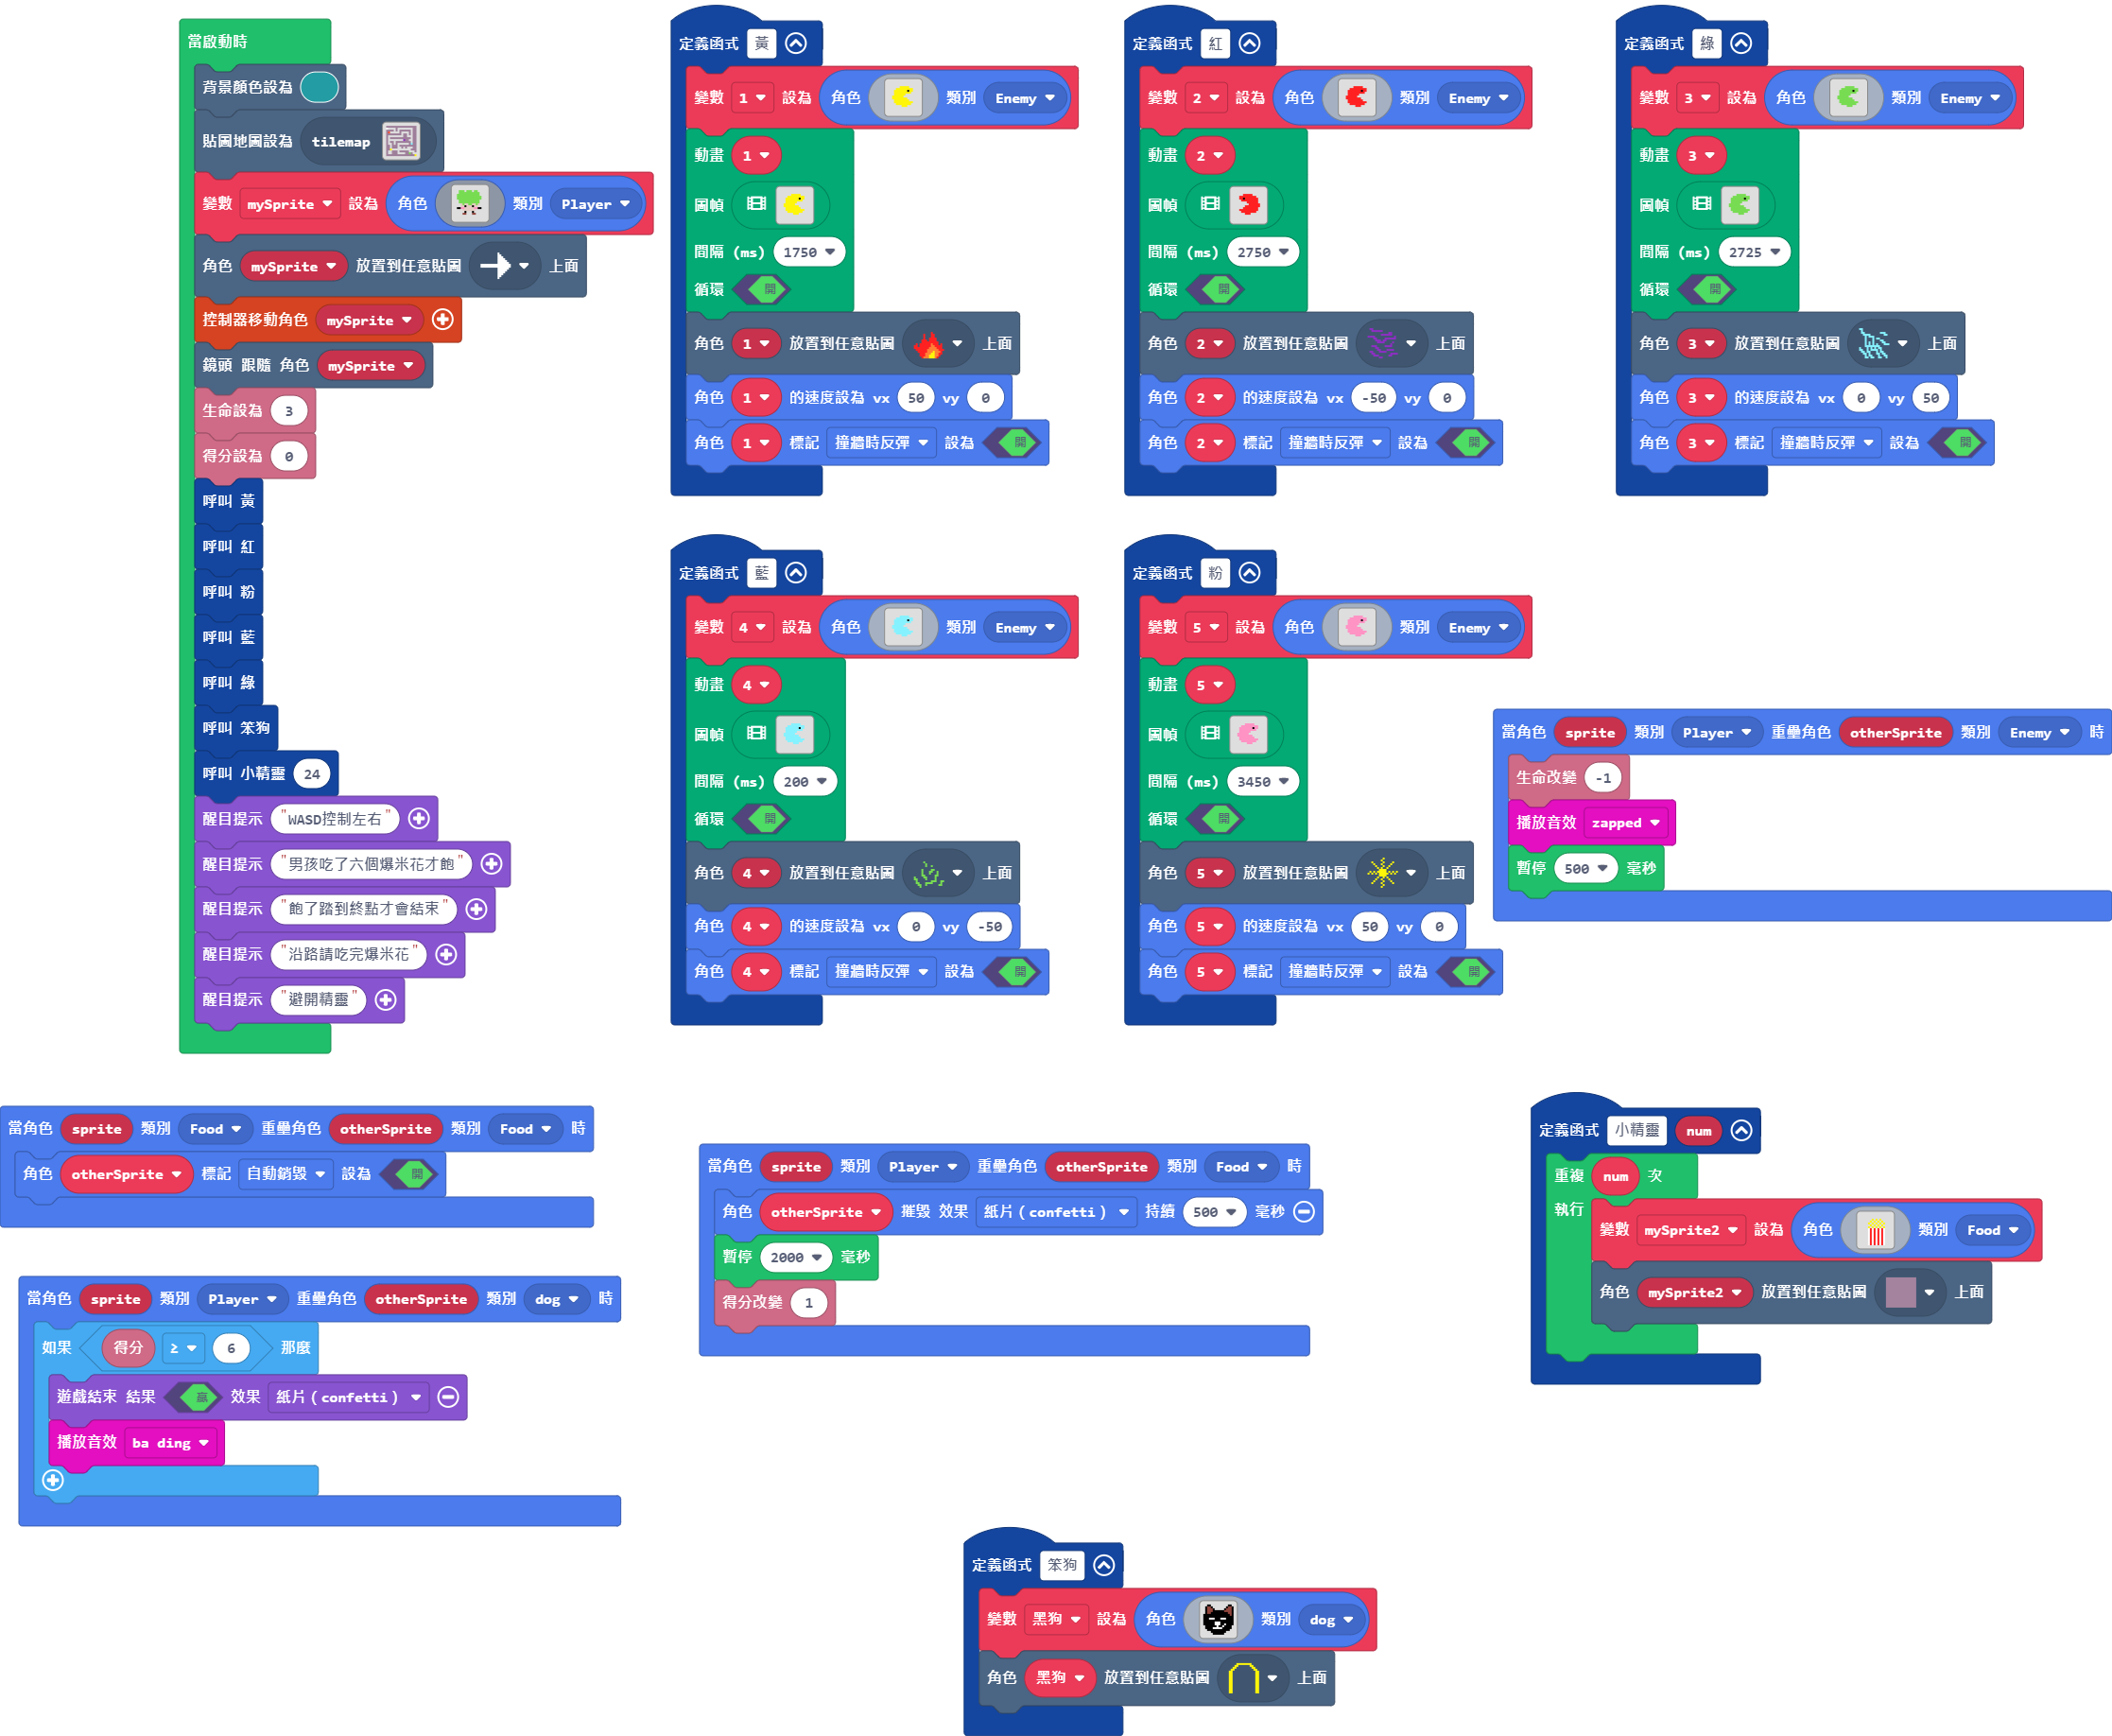 當啟動時
背景顏色設為
貼圖地圖設為 tilemap
變數 mySprite 設為 角色 類別 Player
角色 mySprite 放置到任意貼圖 上面
控制器移動角色 mySprite
鏡頭 跟隨 角色 mySprite
生命設為 3
得分設為 0
呼叫 黃
呼叫 紅
呼叫 粉
呼叫 藍
呼叫 綠
呼叫 笨狗
呼叫 小精靈 24
醒目提示 "WASD控制左右"
醒目提示 "男孩吃了六個爆米花才飽"
醒目提示 "飽了踏到終點才會結束"
醒目提示 "沿路請吃完爆米花"
醒目提示 "避開精靈"
定義函式 黃
變數 1 設為 角色 類別 Enemy
動畫 1
圖幀
間隔 (ms) 1750
循環 開
角色 1 放置到任意貼圖 上面
角色 1 的速度設為 vx 50 vy 0
角色 1 標記 撞牆時反彈 設為 開
定義函式 紅
變數 2 設為 角色 類別 Enemy
動畫 2
圖幀
間隔 (ms) 2750
循環 開
角色 2 放置到任意貼圖 上面
角色 2 的速度設為 vx -50 vy 0
角色 2 標記 撞牆時反彈 設為 開
定義函式 綠
變數 3 設為 角色 類別 Enemy
動畫 3
圖幀
間隔 (ms) 2725
循環 開
角色 3 放置到任意貼圖 上面
角色 3 的速度設為 vx 0 vy 50
角色 3 標記 撞牆時反彈 設為 開
定義函式 藍
變數 4 設為 角色 類別 Enemy
動畫 4
圖幀
間隔 (ms) 200
循環 開
角色 4 放置到任意貼圖 上面
角色 4 的速度設為 vx 0 vy -50
角色 4 標記 撞牆時反彈 設為 開
定義函式 粉
變數 5 設為 角色 類別 Enemy
動畫 5
圖幀
間隔 (ms) 3450
循環 開
角色 5 放置到任意貼圖 上面
角色 5 的速度設為 vx 50 vy 0
角色 5 標記 撞牆時反彈 設為 開
當角色 sprite 類別 Player 重疊角色 otherSprite 類別 Enemy 時
生命改變 -1
播放音效 zapped
暫停 500 毫秒
當角色 sprite 類別 Food 重疊角色 otherSprite 類別 Food 時
角色 otherSprite 標記 自動銷毀 設為 開
當角色 sprite 類別 Player 重疊角色 otherSprite 類別 dog 時
如果 得分 ≥ 6 那麼
遊戲結束 結果 贏 效果 紙片(confetti)
播放音效 ba ding
當角色 sprite 類別 Player 重疊角色 otherSprite 類別 Food 時
角色 otherSprite 摧毀 效果 紙片(confetti) 持續 500 毫秒
暫停 2000 毫秒
得分改變 1
定義函式 小精靈 num
重複 num 次
執行
變數 mySprite2 設為 角色 類別 Food
角色 mySprite2 放置到任意貼圖 上面
定義函式 笨狗
變數 黑狗 設為 角色 類別 dog
角色 黑狗 放置到任意貼圖 上面